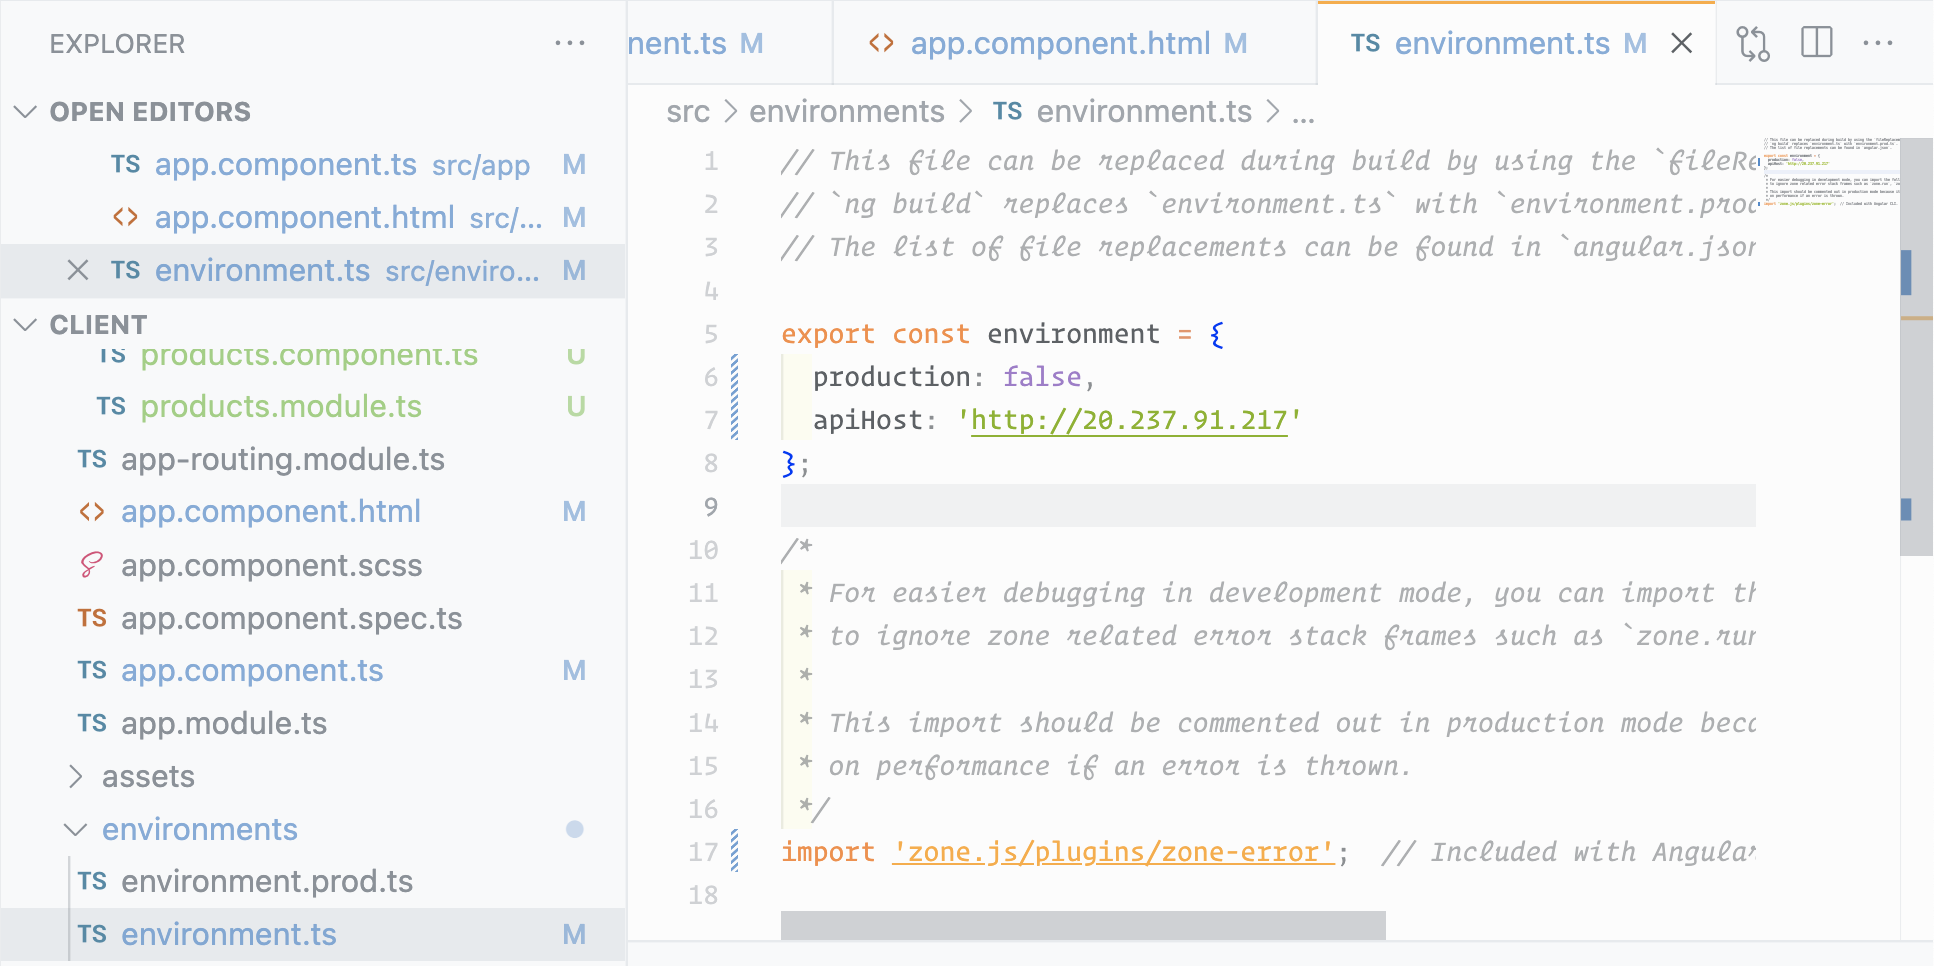 EXPLORER
OPEN EDITORS
TS app.component.ts src/app M
<> app.component.html src/... M
TS environment.ts src/enviro... M
CLIENT
TS products.component.ts U
TS products.module.ts U
TS app-routing.module.ts
<> app.component.html M
app.component.scss
TS app.component.spec.ts
TS app.component.ts M
TS app.module.ts
assets
environments
TS environment.prod.ts
TS environment.ts M
nent.ts M
<> app.component.html M
TS environment.ts M
src > environments > TS environment.ts > ...
1 // This file can be replaced during build by using the `fileRe
2 // `ng build` replaces `environment.ts` with `environment.prod
3 // The list of file replacements can be found in `angular.json
4
5 export const environment = {
6 production: false,
7 apiHost: 'http://20.237.91.217'
8 };
9
10 /*
11 * For easier debugging in development mode, you can import th
12 * to ignore zone related error stack frames such as `zone.run
13 *
14 * This import should be commented out in production mode beca
15 * on performance if an error is thrown.
16 */
17 import 'zone.js/plugins/zone-error'; // Included with Angular
18